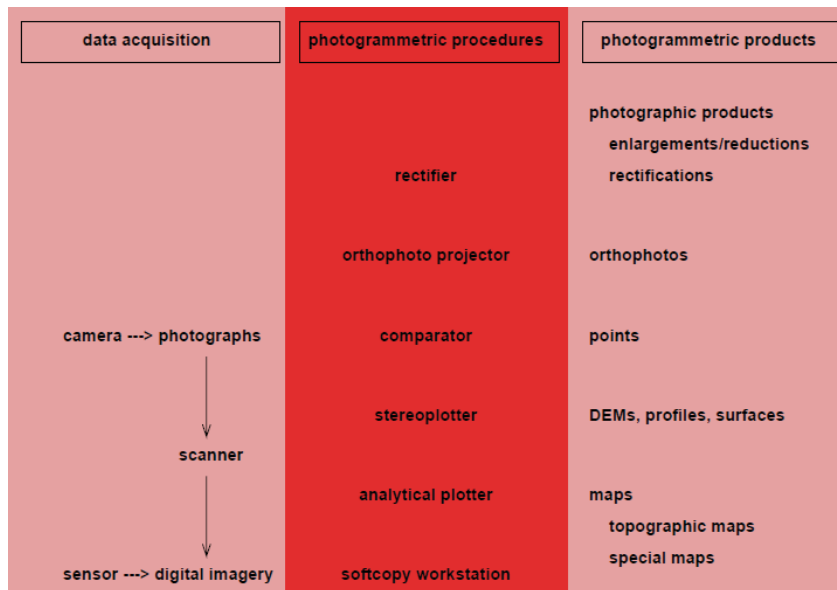 data acquisition
photogrammetric procedures
photogrammetric products
photographic products
enlargements/reductions
rectifier
rectifications
orthophoto projector
orthophotos
camera ---> photographs
comparator
points
stereoplotter
DEMs, profiles, surfaces
scanner
analytical plotter
maps
topographic maps
special maps
sensor ---> digital imagery
softcopy workstation